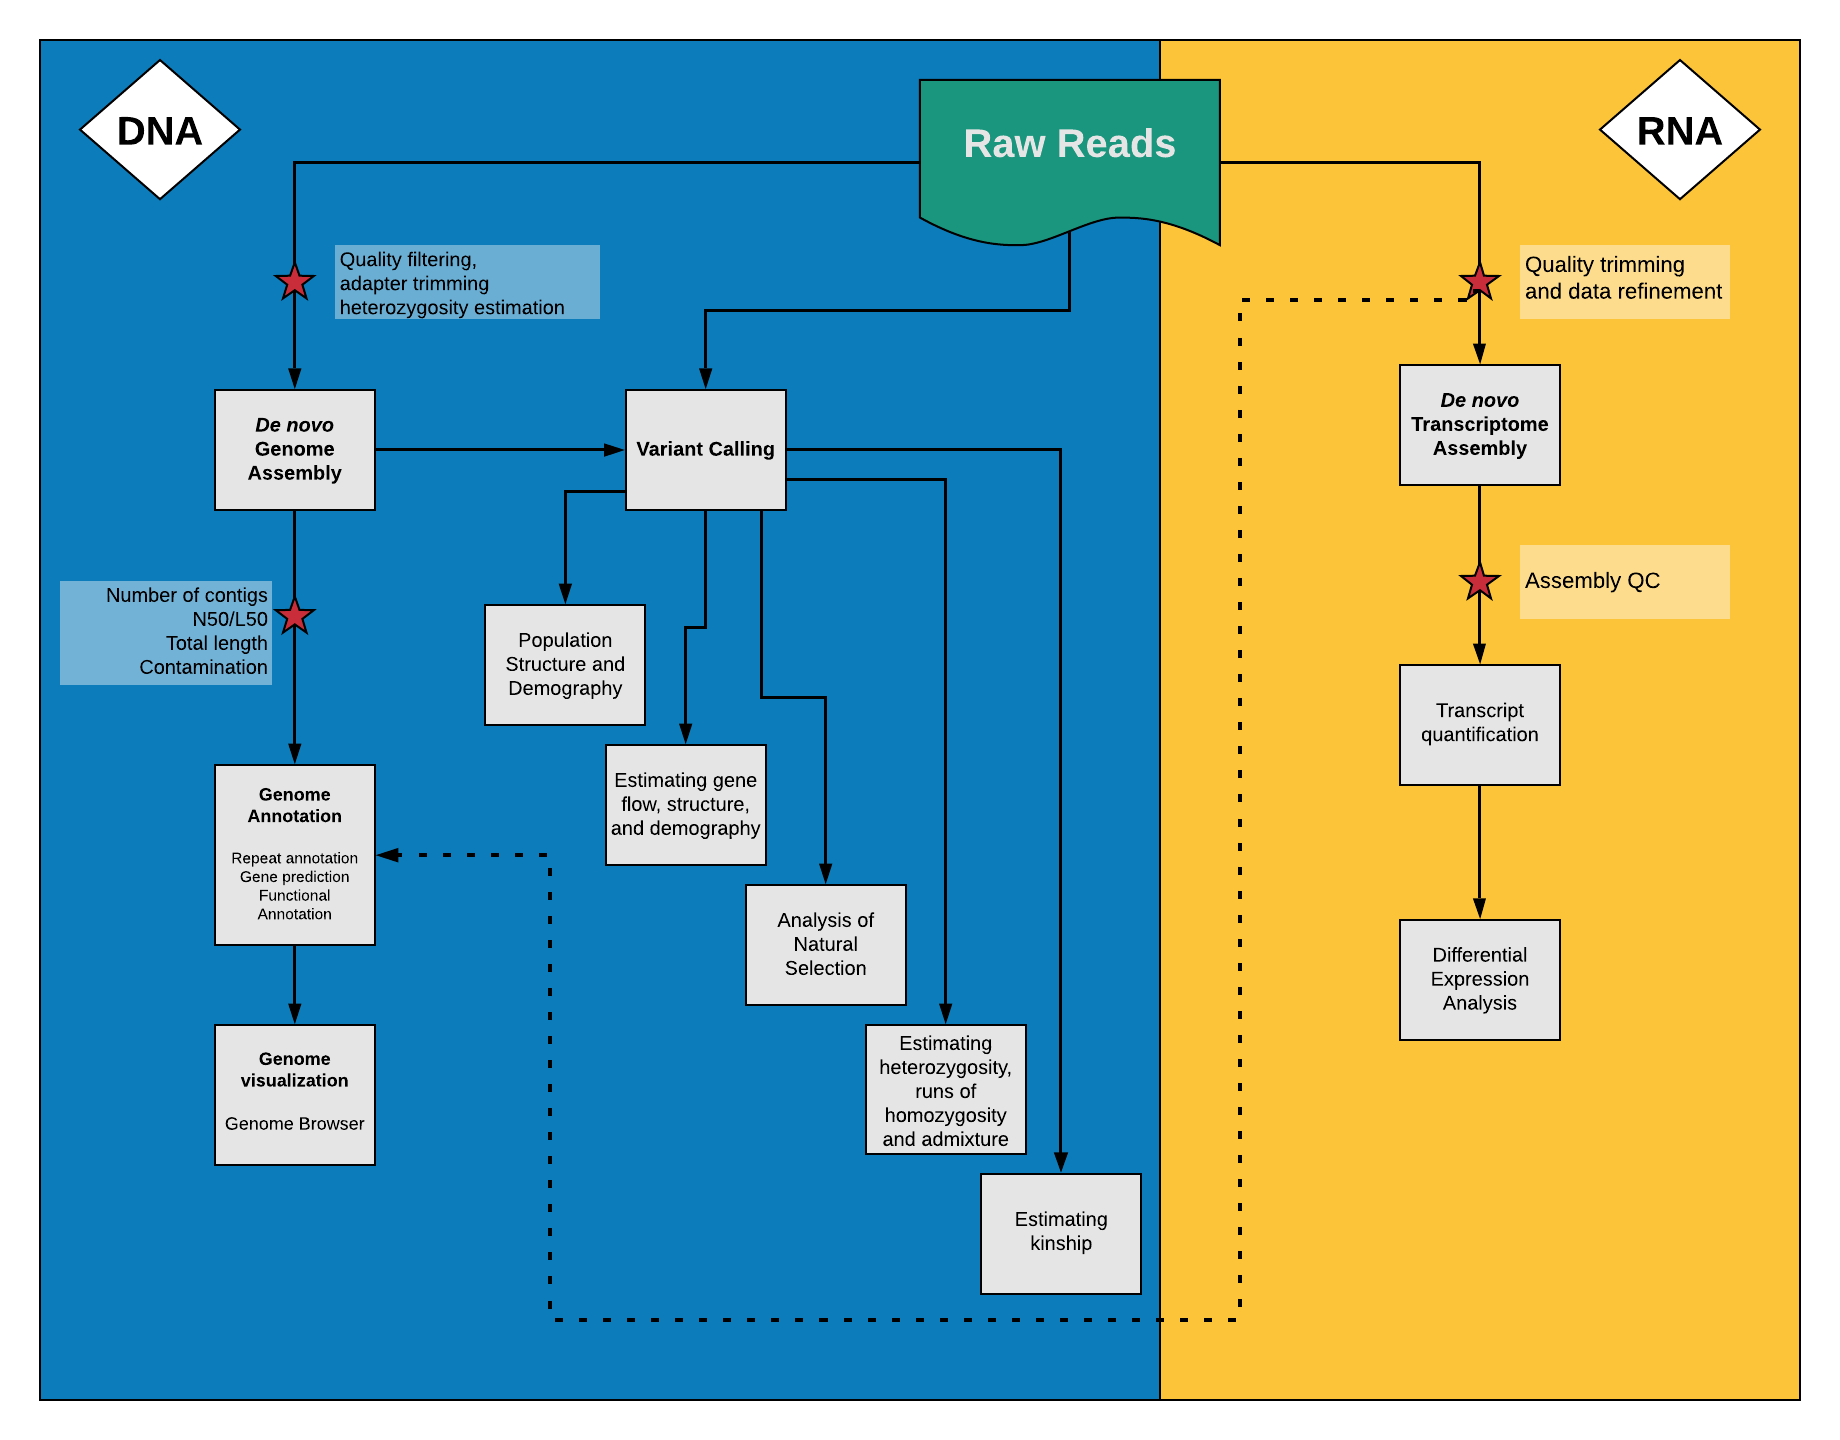 DNA
Raw Reads
RNA
Quality filtering,
adapter trimming
heterozygosity estimation
Quality trimming
and data refinement
De novo
Genome
Assembly
Variant Calling
De novo
Transcriptome
Assembly
Number of contigs
N50/L50
Total length
Contamination
Assembly QC
Population
Structure and
Demography
Transcript
quantification
Genome
Annotation
Repeat annotation
Gene prediction
Functional
Annotation
Estimating gene
flow, structure,
and demography
Analysis of
Natural
Selection
Differential
Expression
Analysis
Genome
visualization
Genome Browser
Estimating
heterozygosity,
runs of
homozygosity
and admixture
Estimating
kinship